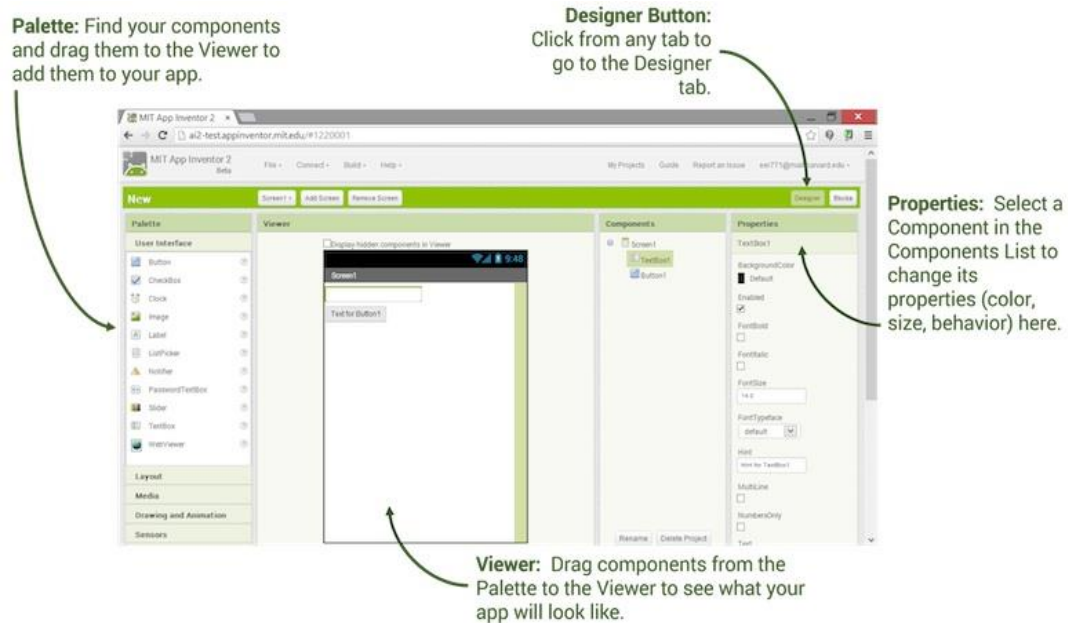 Palette: Find your components
and drag them to the Viewer to
add them to your app.
Designer Button:
Click from any tab to
go to the Designer
tab.
MIT App Inventor 2
ai2-test.appinventor.mit.edu/#1220001
MIT App Inventor 2
Beta
File Connect Build Help
My Projects Guide Report an Issue
New
Screen1 Add Screen Remove Screen
Designer Blocks
Palette
Viewer
Components
Properties
User Interface
Button
CheckBox
Clock
Image
Label
ListPicker
Notifier
PasswordTextBox
Slider
TextBox
WebViewer
Layout
Media
Drawing and Animation
Sensors
Display hidden components in Viewer
9:48
Screen1
Text for Button1
Screen1
TextBox1
Button1
Rename Delete Project
TextBox1
BackgroundColor
Default
Enabled
FontBold
FontItalic
FontSize
14.0
FontTypeface
default
Hint
Hint for TextBox1
MultiLine
NumbersOnly
Text
Properties: Select a
Component in the
Components List to
change its
properties (color,
size, behavior) here.
Viewer: Drag components from the
Palette to the Viewer to see what your
app will look like.